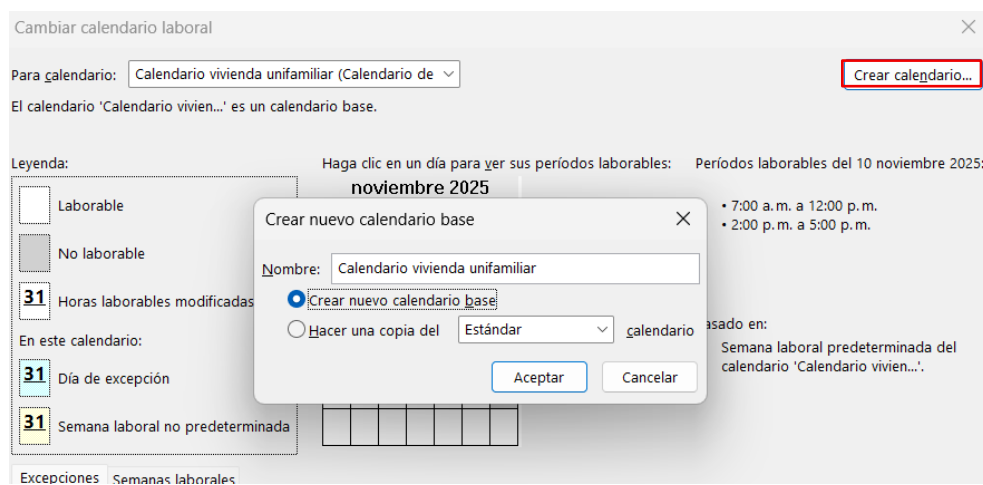 Cambiar calendario laboral
Para calendario: Calendario vivienda unifamiliar (Calendario de
Crear calendario...
El calendario 'Calendario vivien...' es un calendario base.
Leyenda:
Haga clic en un día para ver sus períodos laborables:
Períodos laborables del 10 noviembre 2025:
noviembre 2025
Laborable
• 7:00 a. m. a 12:00 p. m.
• 2:00 p. m. a 5:00 p. m.
Crear nuevo calendario base
No laborable
Nombre: Calendario vivienda unifamiliar
31 Horas laborables modificadas
Crear nuevo calendario base
Hacer una copia del Estándar calendario
asado en:
Semana laboral predeterminada del
calendario 'Calendario vivien...'.
En este calendario:
31 Día de excepción
Aceptar Cancelar
31 Semana laboral no predeterminada
Excepciones Semanas laborales